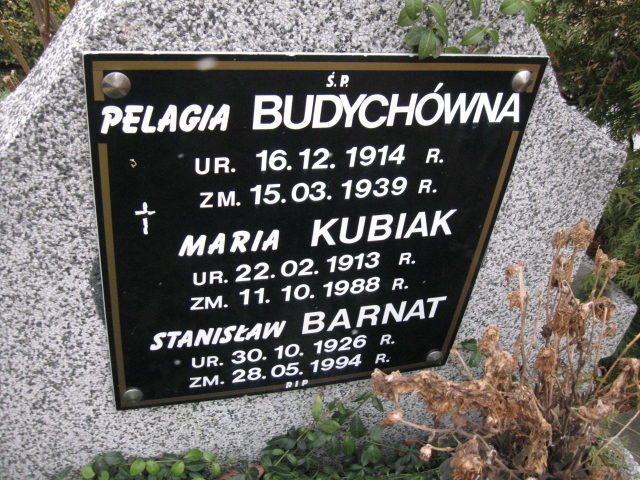 Ś.P.
PELAGIA BUDYCHÓWNA
UR. 16.12.1914 R.
ZM. 15.03.1939 R.
MARIA KUBIAK
UR. 22.02.1913 R.
ZM. 11.10.1988 R.
STANISŁAW BARNAT
UR. 30.10.1926 R.
ZM. 28.05.1994 R.
R.I.P.